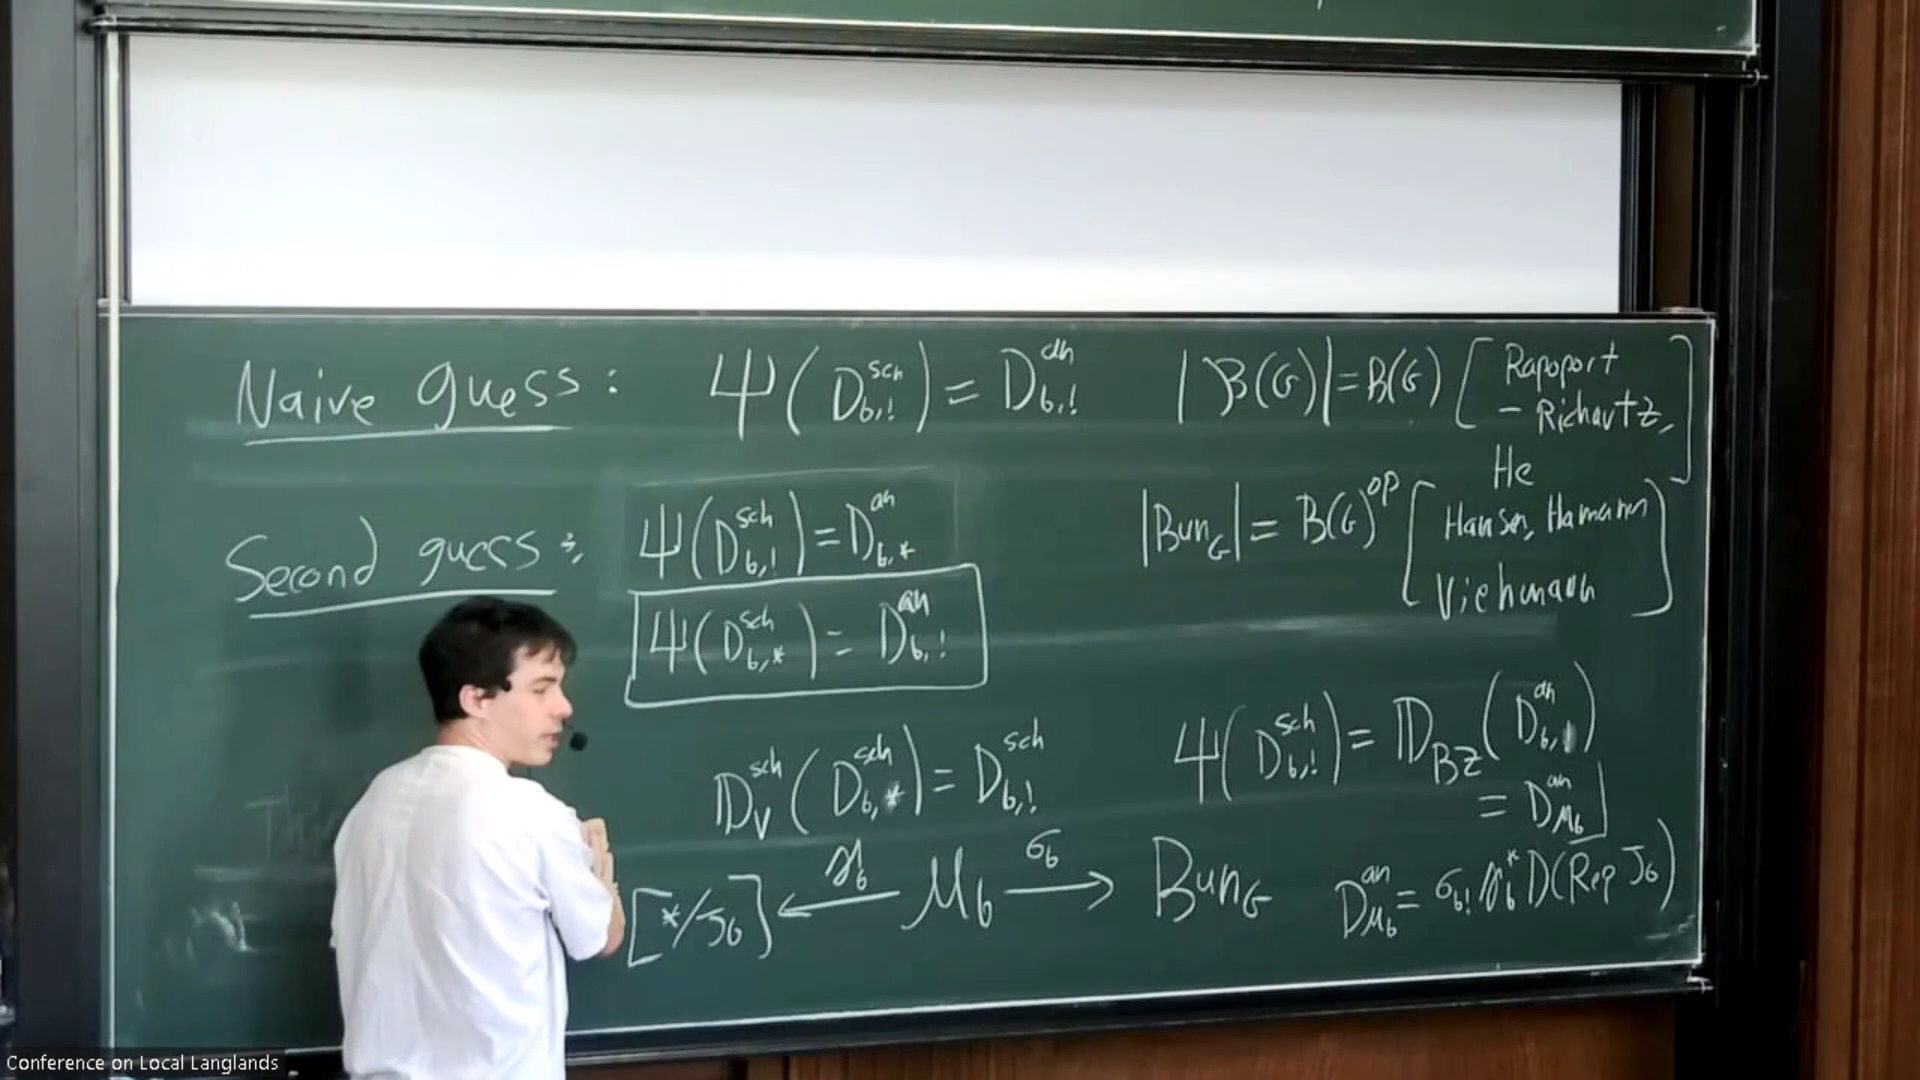 Naive guess : Ψ(D^{sch}_{b,!}) = D^{an}_{b,!}
|𝔅(G)| = B(G) [Rapoport
- Richartz,
He]
Second guess : Ψ(D^{sch}_{b,!}) = D^{an}_{b,*}
|Bun_G| = B(G)^{op} [Hansen, Hamann
Viehmann]
Ψ(D^{sch}_{b,*}) = D^{an}_{b,!}
𝔻^{sch}_V(D^{sch}_{b,*}) = D^{sch}_{b,!}
Ψ(D^{sch}_{b,!}) = 𝔻_{BZ}(D^{an}_{b,!})
= D^{an}_{M_b}
[*/J_b] ← M_b → Bun_G
σ_b
D^{an}_{M_b} = σ_{b!} γ_b^* D(Rep J_b)
Conference on Local Langlands